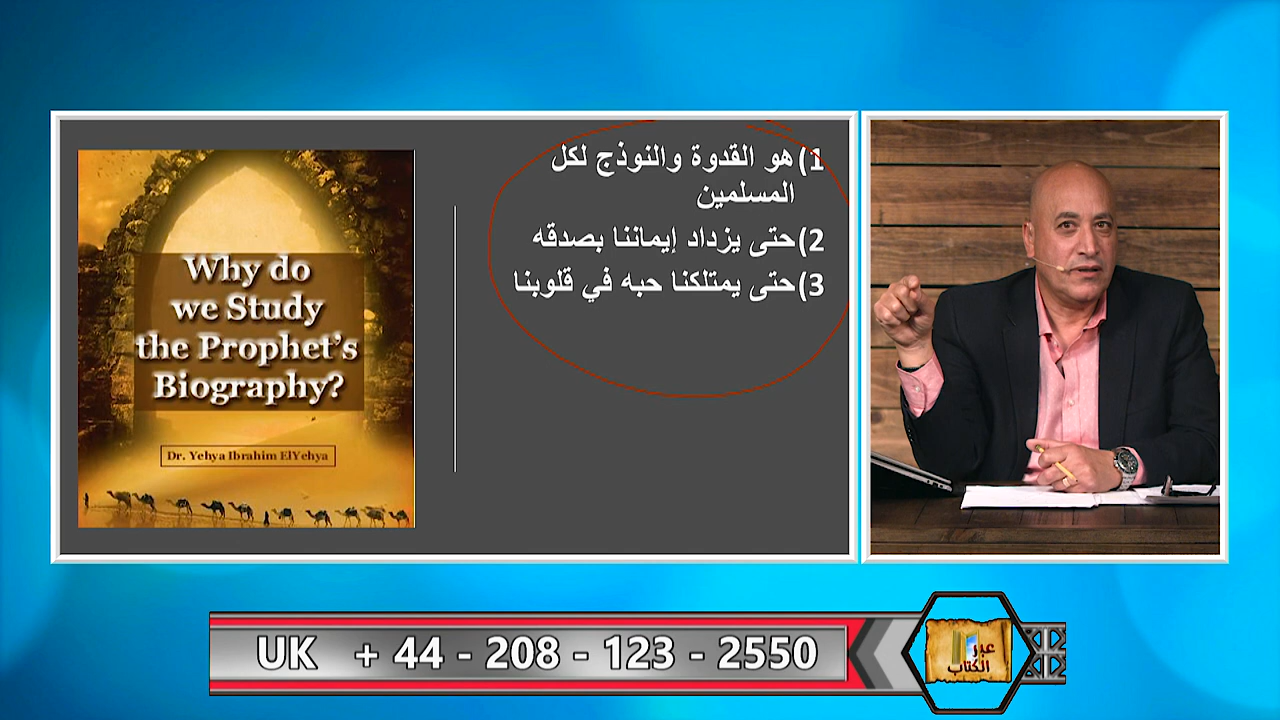 Why do
we Study
the Prophet's
Biography?
Dr. Yehya Ibrahim ElYehya
1) هو القدوة والنوذج لكل
المسلمين
2) حتى يزداد إيماننا بصدقه
3) حتى يمتلكنا حبه في قلوبنا
UK + 44 - 208 - 123 - 2550
عبر
الكتاب